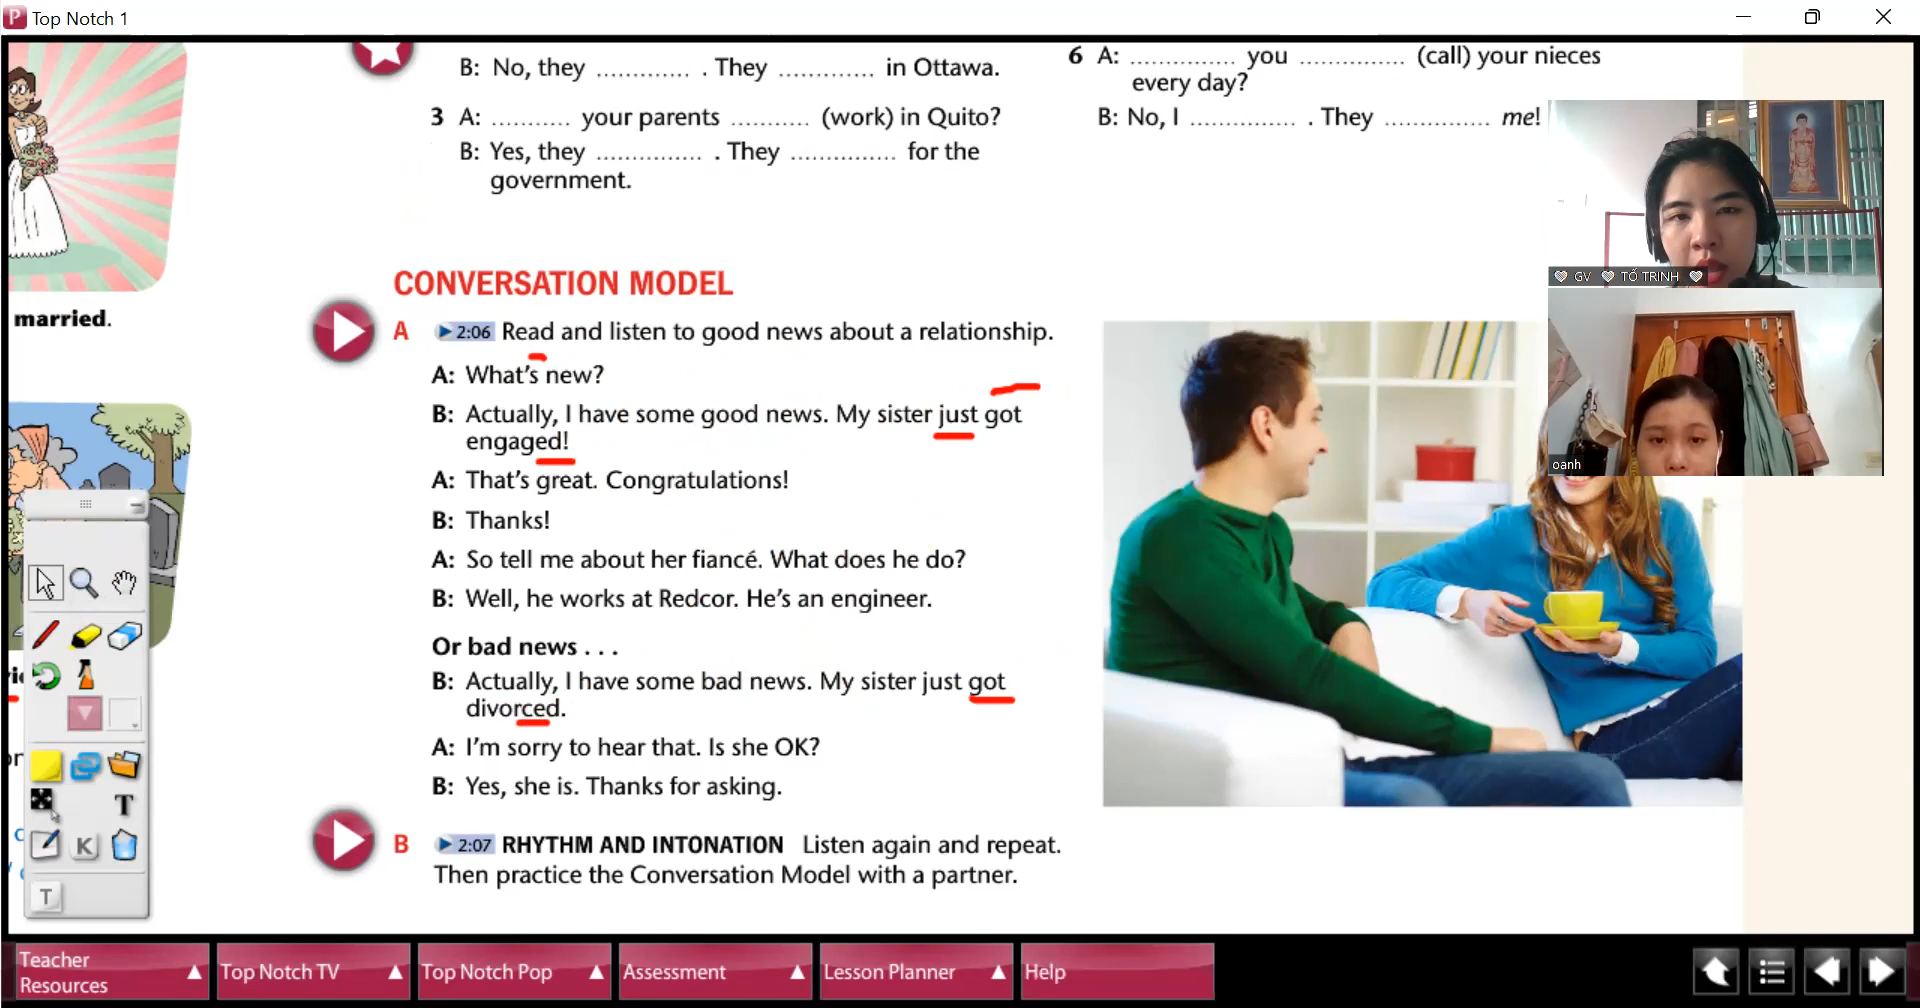 Top Notch 1
B: No, they ............. . They ............. in Ottawa.
3 A: ........... your parents ........... (work) in Quito?
B: Yes, they ............... . They ............... for the
government.
6 A: ............... you ............... (call) your nieces
every day?
B: No, I ............... . They ............... me!
GV TỐ TRINH
oanh
married.
CONVERSATION MODEL
A 2:06 Read and listen to good news about a relationship.
A: What's new?
B: Actually, I have some good news. My sister just got
engaged!
A: That's great. Congratulations!
B: Thanks!
A: So tell me about her fiancé. What does he do?
B: Well, he works at Redcor. He's an engineer.
Or bad news . . .
B: Actually, I have some bad news. My sister just got
divorced.
A: I'm sorry to hear that. Is she OK?
B: Yes, she is. Thanks for asking.
B 2:07 RHYTHM AND INTONATION Listen again and repeat.
Then practice the Conversation Model with a partner.
T
K
T
Teacher
Resources
Top Notch TV
Top Notch Pop
Assessment
Lesson Planner
Help